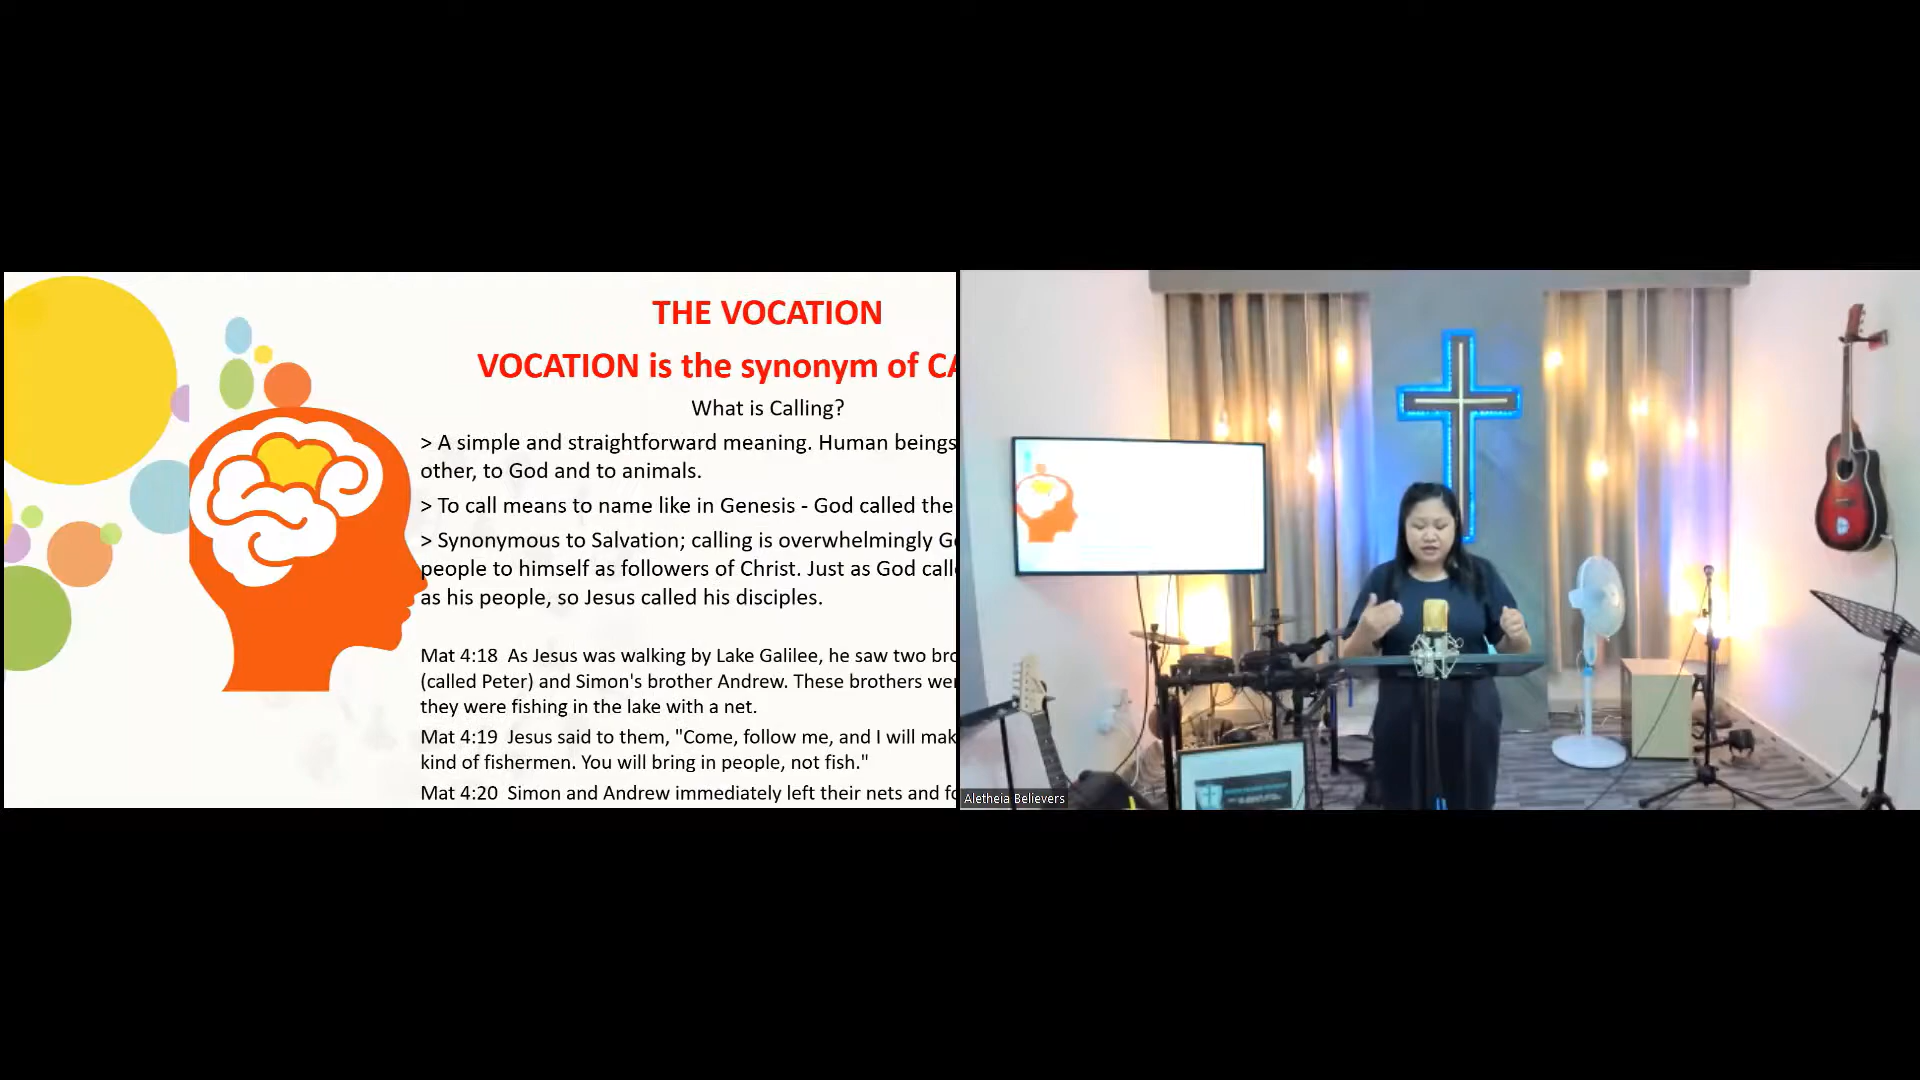 THE VOCATION
VOCATION is the synonym of
What is Calling?
> A simple and straightforward meaning. Human beings
other, to God and to animals.
> To call means to name like in Genesis - God called the
> Synonymous to Salvation; calling is overwhelmingly
people to himself as followers of Christ. Just as God
as his people, so Jesus called his disciples.
Mat 4:18 As Jesus was walking by Lake Galilee, he saw two
(called Peter) and Simon's brother Andrew. These brothers
they were fishing in the lake with a net.
Mat 4:19 Jesus said to them, "Come, follow me, and I will
kind of fishermen. You will bring in people, not fish."
Mat 4:20 Simon and Andrew immediately left their nets and
Aletheia Believers